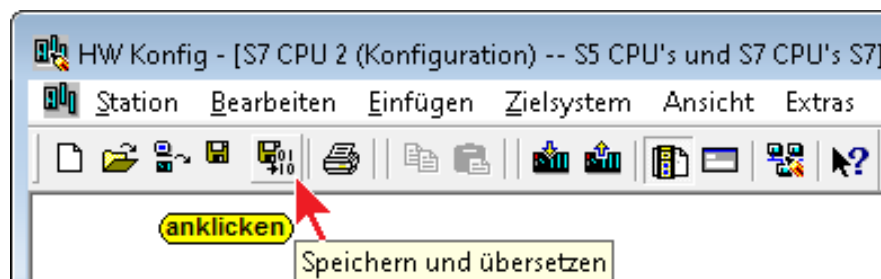 HW Konfig - [S7 CPU 2 (Konfiguration) -- S5 CPU's und S7 CPU's S7]
Station Bearbeiten Einfügen Zielsystem Ansicht Extras
anklicken
Speichern und übersetzen